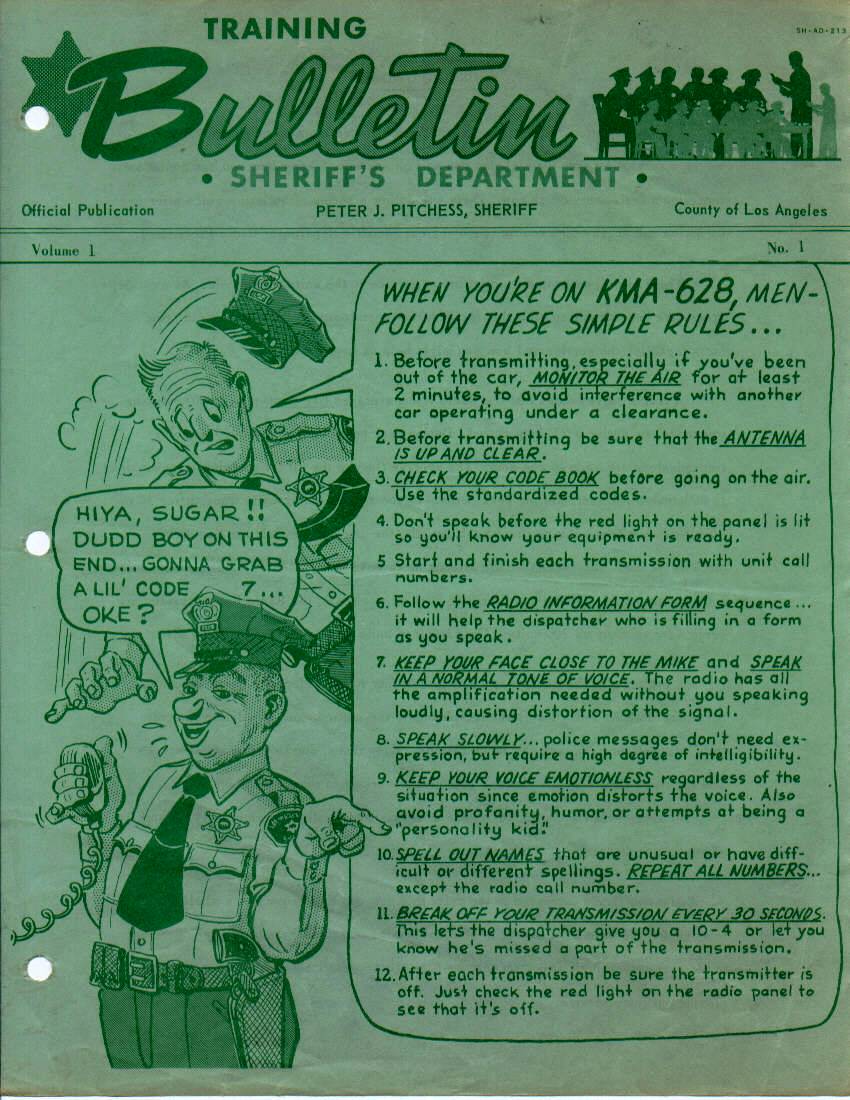 SH-AD-213
TRAINING
Bulletin
• SHERIFF'S DEPARTMENT •
Official Publication
PETER J. PITCHESS, SHERIFF
County of Los Angeles
Volume 1
No. 1
WHEN YOU'RE ON KMA-628, MEN-
FOLLOW THESE SIMPLE RULES...
1. Before transmitting, especially if you've been
out of the car, MONITOR THE AIR for at least
2 minutes, to avoid interference with another
car operating under a clearance.
2. Before transmitting be sure that the ANTENNA
IS UP AND CLEAR.
3. CHECK YOUR CODE BOOK before going on the air.
Use the standardized codes.
4. Don't speak before the red light on the panel is lit
so you'll know your equipment is ready.
5 Start and finish each transmission with unit call
numbers.
6. Follow the RADIO INFORMATION FORM sequence...
it will help the dispatcher who is filling in a form
as you speak.
7. KEEP YOUR FACE CLOSE TO THE MIKE and SPEAK
IN A NORMAL TONE OF VOICE. The radio has all
the amplification needed without you speaking
loudly, causing distortion of the signal.
8. SPEAK SLOWLY... police messages don't need ex-
pression, but require a high degree of intelligibility.
9. KEEP YOUR VOICE EMOTIONLESS regardless of the
situation since emotion distorts the voice. Also
avoid profanity, humor, or attempts at being a
"personality kid."
10. SPELL OUT NAMES that are unusual or have diff-
icult or different spellings. REPEAT ALL NUMBERS...
except the radio call number.
11. BREAK OFF YOUR TRANSMISSION EVERY 30 SECONDS.
This lets the dispatcher give you a 10-4 or let you
know he's missed a part of the transmission.
12. After each transmission be sure the transmitter is
off. Just check the red light on the radio panel to
see that it's off.
HIYA, SUGAR !!
DUDD BOY ON THIS
END... GONNA GRAB
A LIL' CODE 7...
OKE?